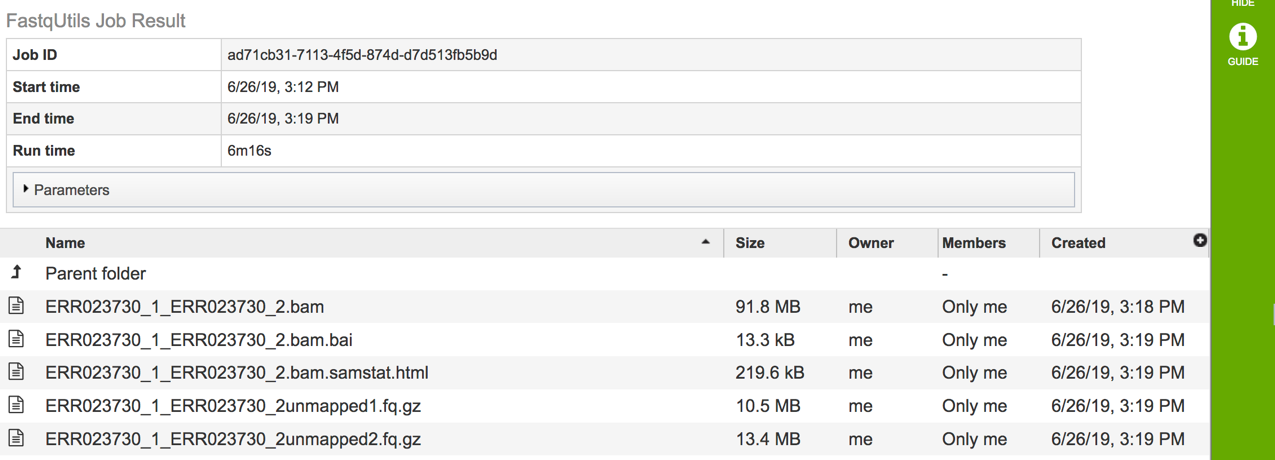 HIDE
GUIDE
FastqUtils Job Result
Job ID ad71cb31-7113-4f5d-874d-d7d513fb5b9d
Start time 6/26/19, 3:12 PM
End time 6/26/19, 3:19 PM
Run time 6m16s
Parameters
Name Size Owner Members Created
Parent folder -
ERR023730_1_ERR023730_2.bam 91.8 MB me Only me 6/26/19, 3:18 PM
ERR023730_1_ERR023730_2.bam.bai 13.3 kB me Only me 6/26/19, 3:19 PM
ERR023730_1_ERR023730_2.bam.samstat.html 219.6 kB me Only me 6/26/19, 3:19 PM
ERR023730_1_ERR023730_2unmapped1.fq.gz 10.5 MB me Only me 6/26/19, 3:19 PM
ERR023730_1_ERR023730_2unmapped2.fq.gz 13.4 MB me Only me 6/26/19, 3:19 PM